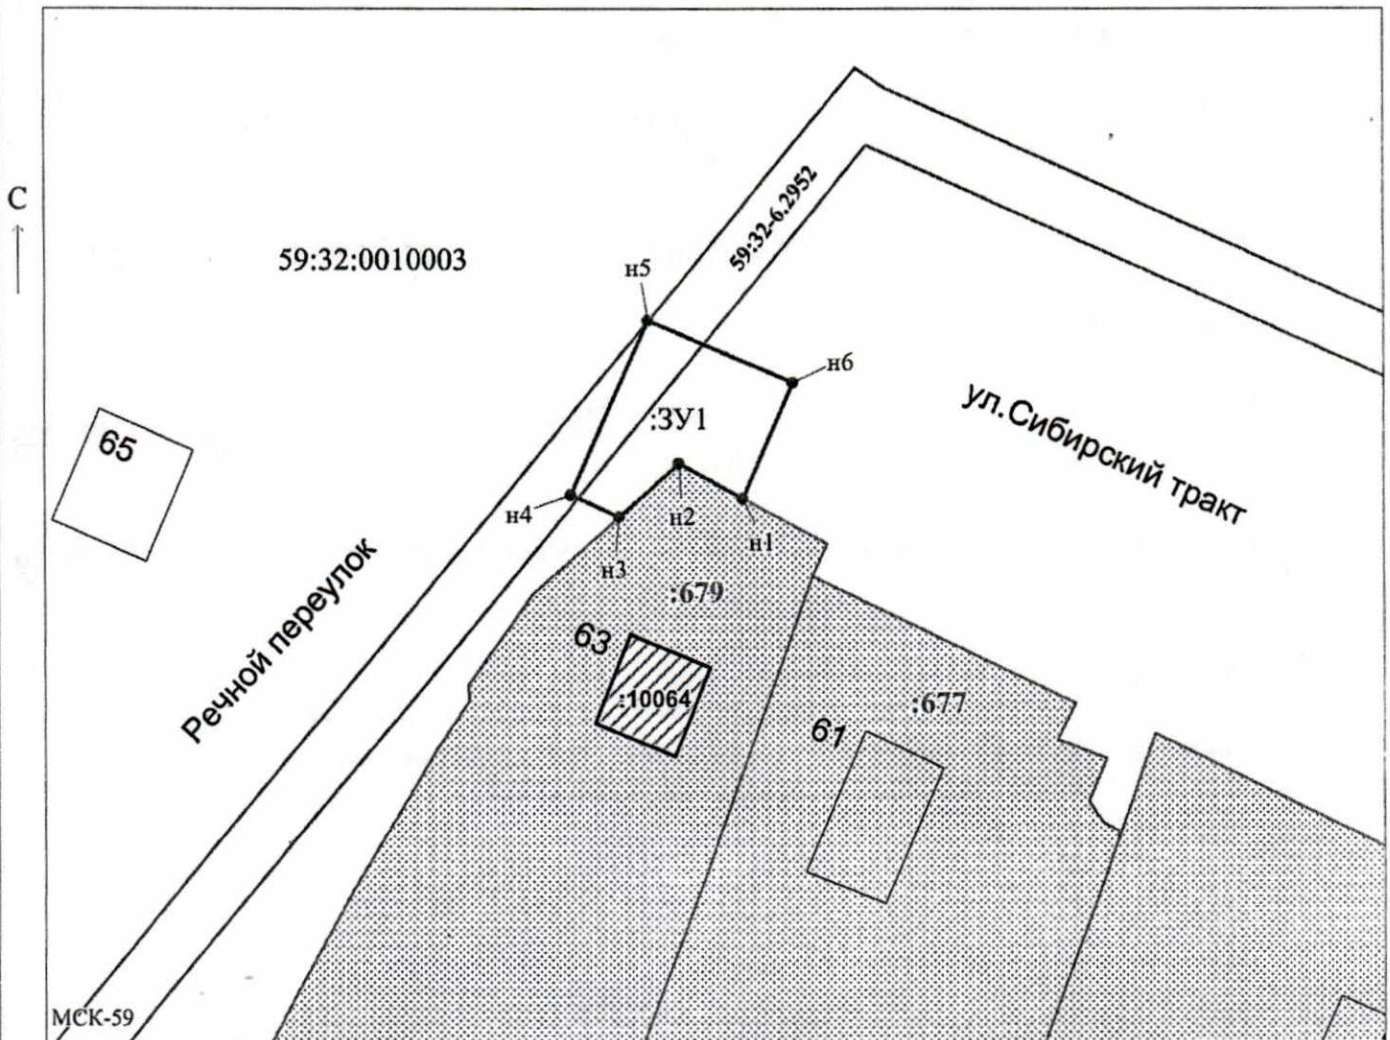 С
59:32-6.2952
59:32:0010003
н5
н6
:ЗУ1
ул.Сибирский тракт
65
н4
н2
н1
н3
Речной переулок
:679
63
:10064
:677
61
МСК-59